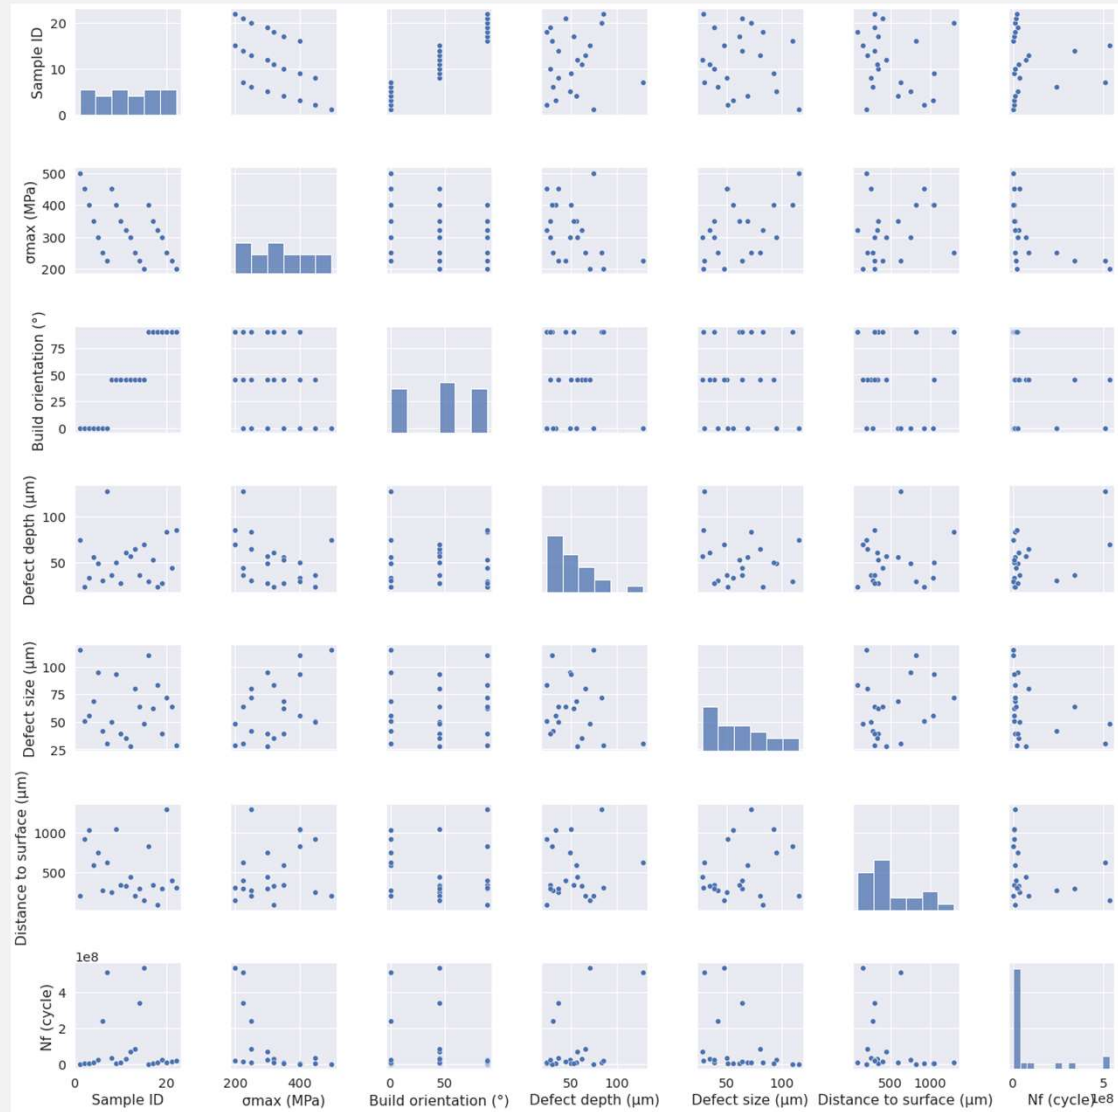 Sample ID
20
10
0
σmax (MPa)
500
400
300
200
Build orientation (°)
75
50
25
0
Defect depth (μm)
100
50
Defect size (μm)
100
75
50
25
Distance to surface (μm)
1000
500
1e8
Nf (cycle)
4
2
0
0 20 200 400 0 50 50 100 50 100 500 1000 0 5
Sample ID σmax (MPa) Build orientation (°) Defect depth (μm) Defect size (μm) Distance to surface (μm) Nf (cycle) 1e8